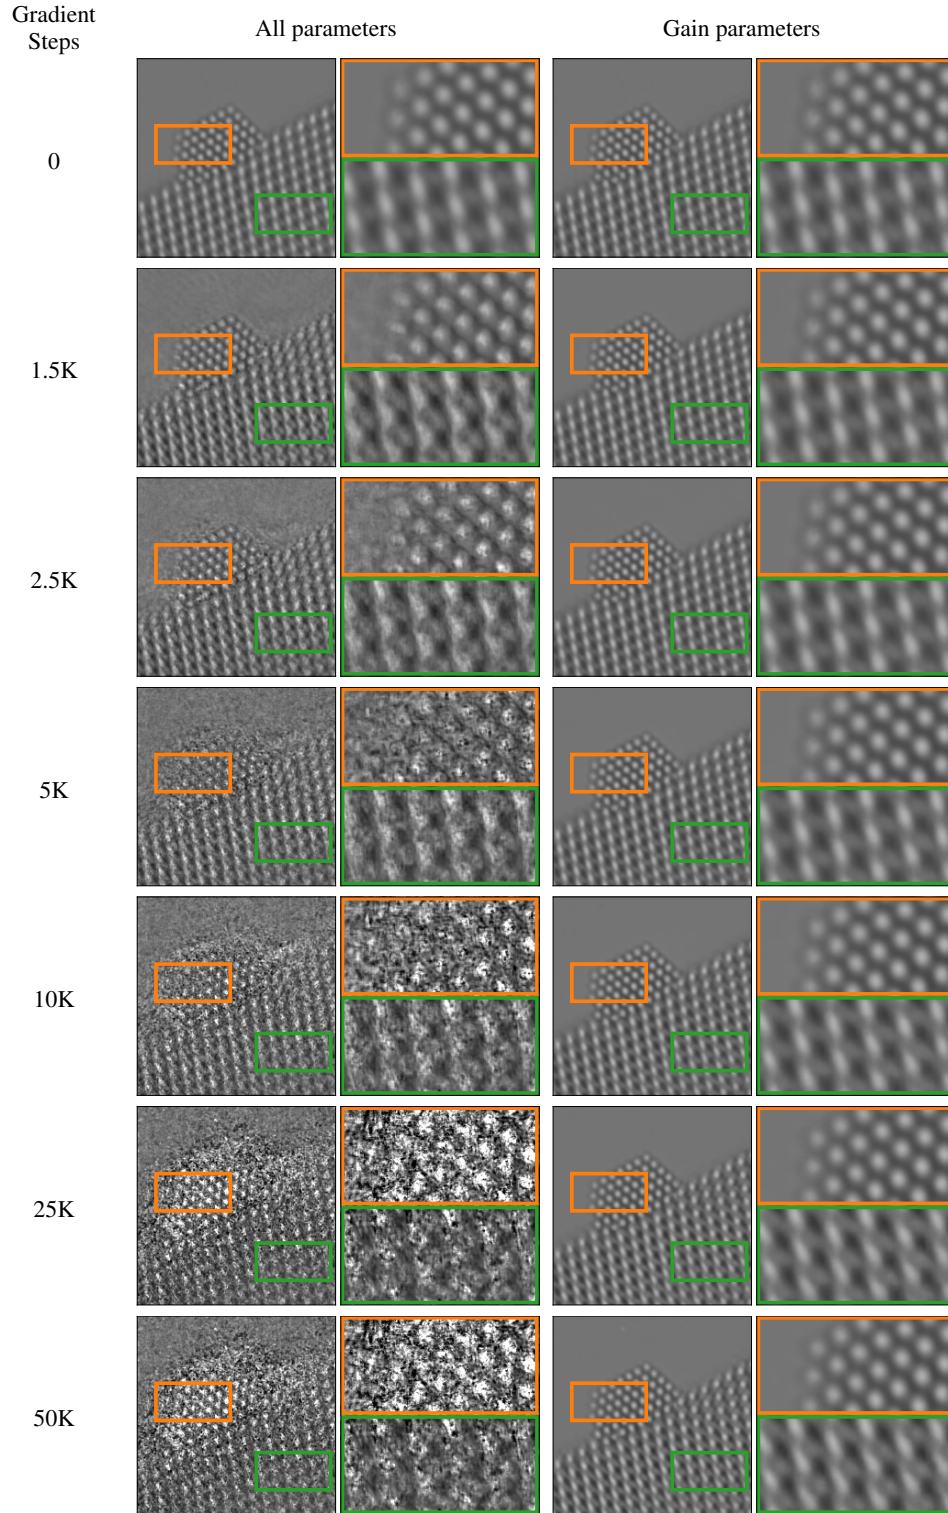 Gradient
Steps
All parameters
Gain parameters
0
1.5K
2.5K
5K
10K
25K
50K